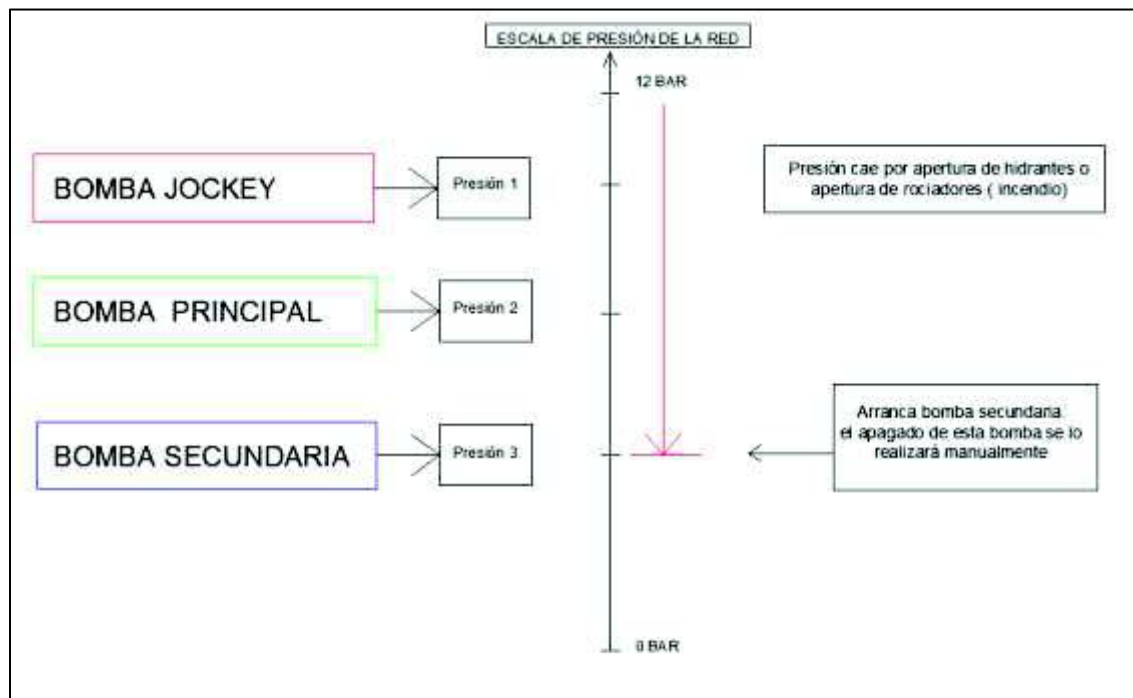 ESCALA DE PRESIÓN DE LA RED
12 BAR
BOMBA JOCKEY
Presión 1
Presión cae por apertura de hidrantes o
apertura de rociadores ( incendio)
BOMBA PRINCIPAL
Presión 2
BOMBA SECUNDARIA
Presión 3
Arranca bomba secundaria,
el apagado de esta bomba se lo
realizará manualmente
0 BAR